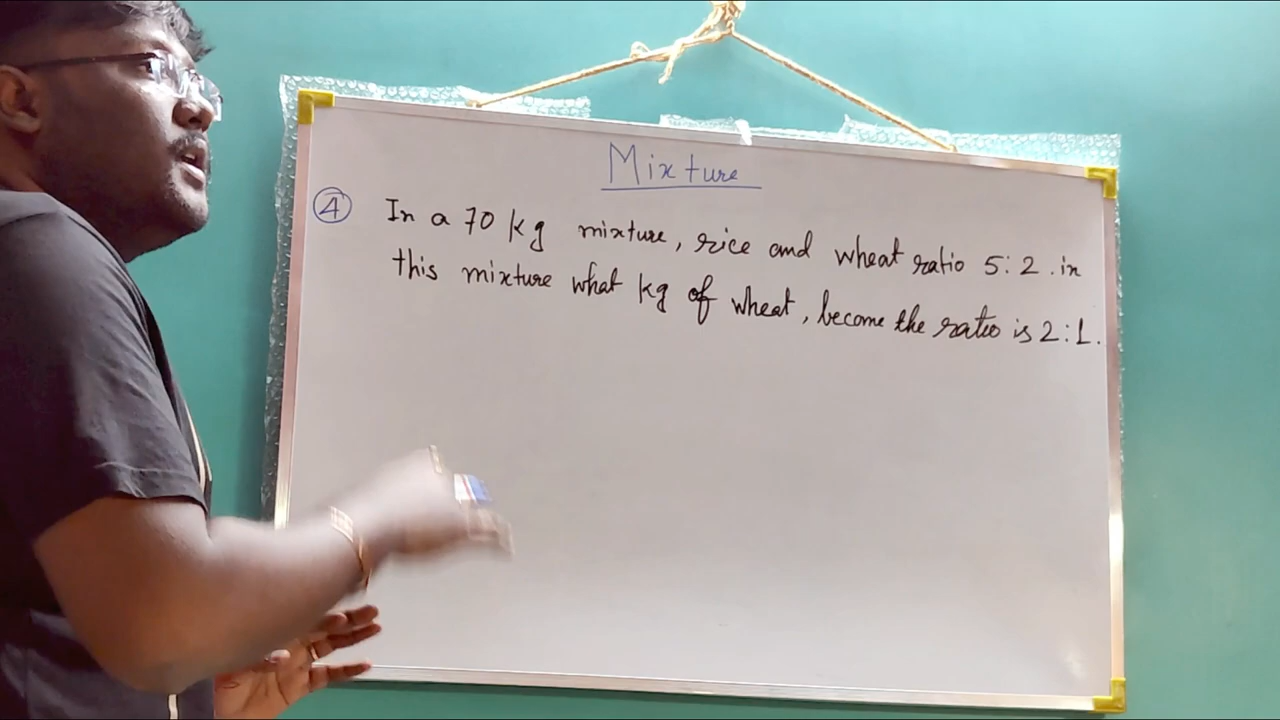 Mixture
④ In a 70 kg mixture, rice and wheat ratio 5:2. in
this mixture what kg of wheat, become the ratio is 2:1.